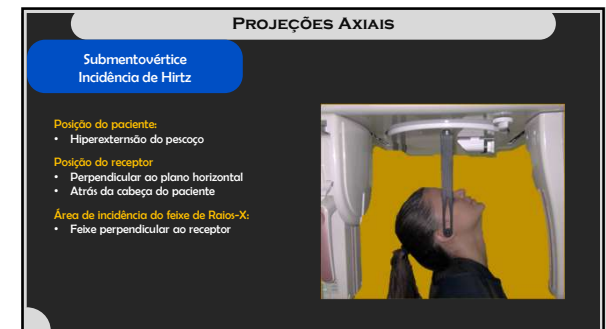 PROJEÇÕES AXIAIS
Submentovértice
Incidência de Hirtz
Posição do paciente:
• Hiperexternsão do pescoço
Posição do receptor
• Perpendicular ao plano horizontal
• Atrás da cabeça do paciente
Área de incidência do feixe de Raios-X:
• Feixe perpendicular ao receptor